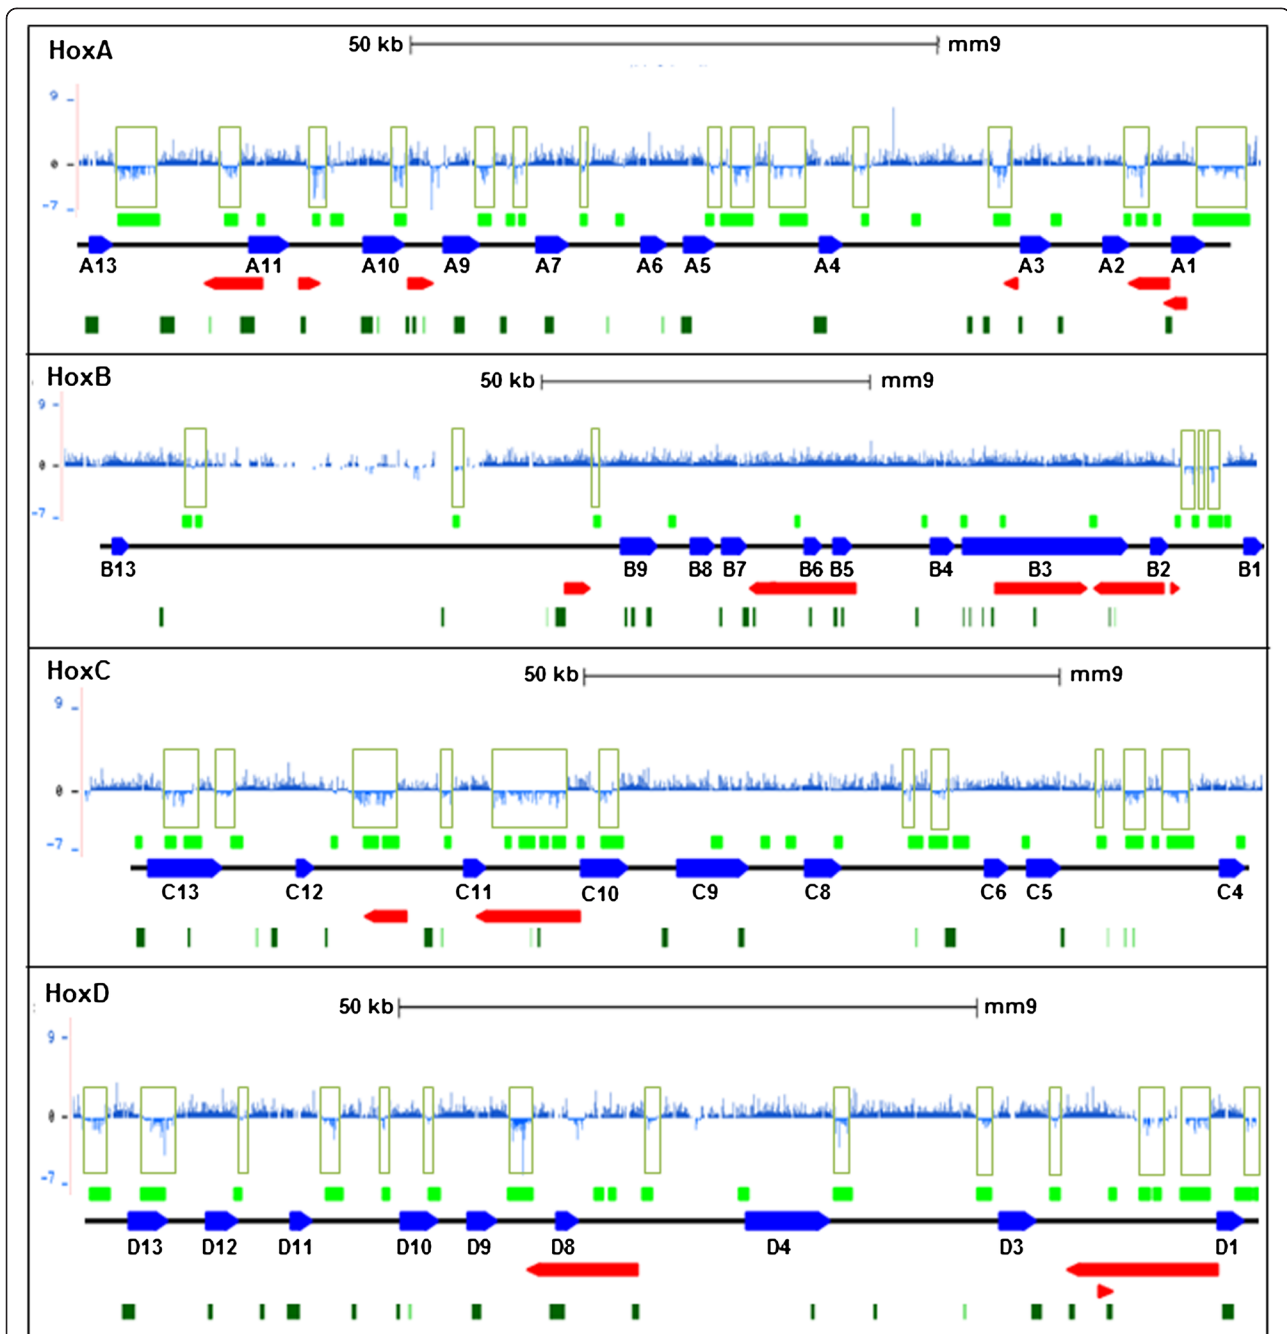 HoxA
50 kb mm9
9
0
-7
A13 A11 A10 A9 A7 A6 A5 A4 A3 A2 A1
HoxB
50 kb mm9
9
0
-7
B13 B9 B8 B7 B6 B5 B4 B3 B2 B1
HoxC
50 kb mm9
9
0
-7
C13 C12 C11 C10 C9 C8 C6 C5 C4
HoxD
50 kb mm9
9
0
-7
D13 D12 D11 D10 D9 D8 D4 D3 D1